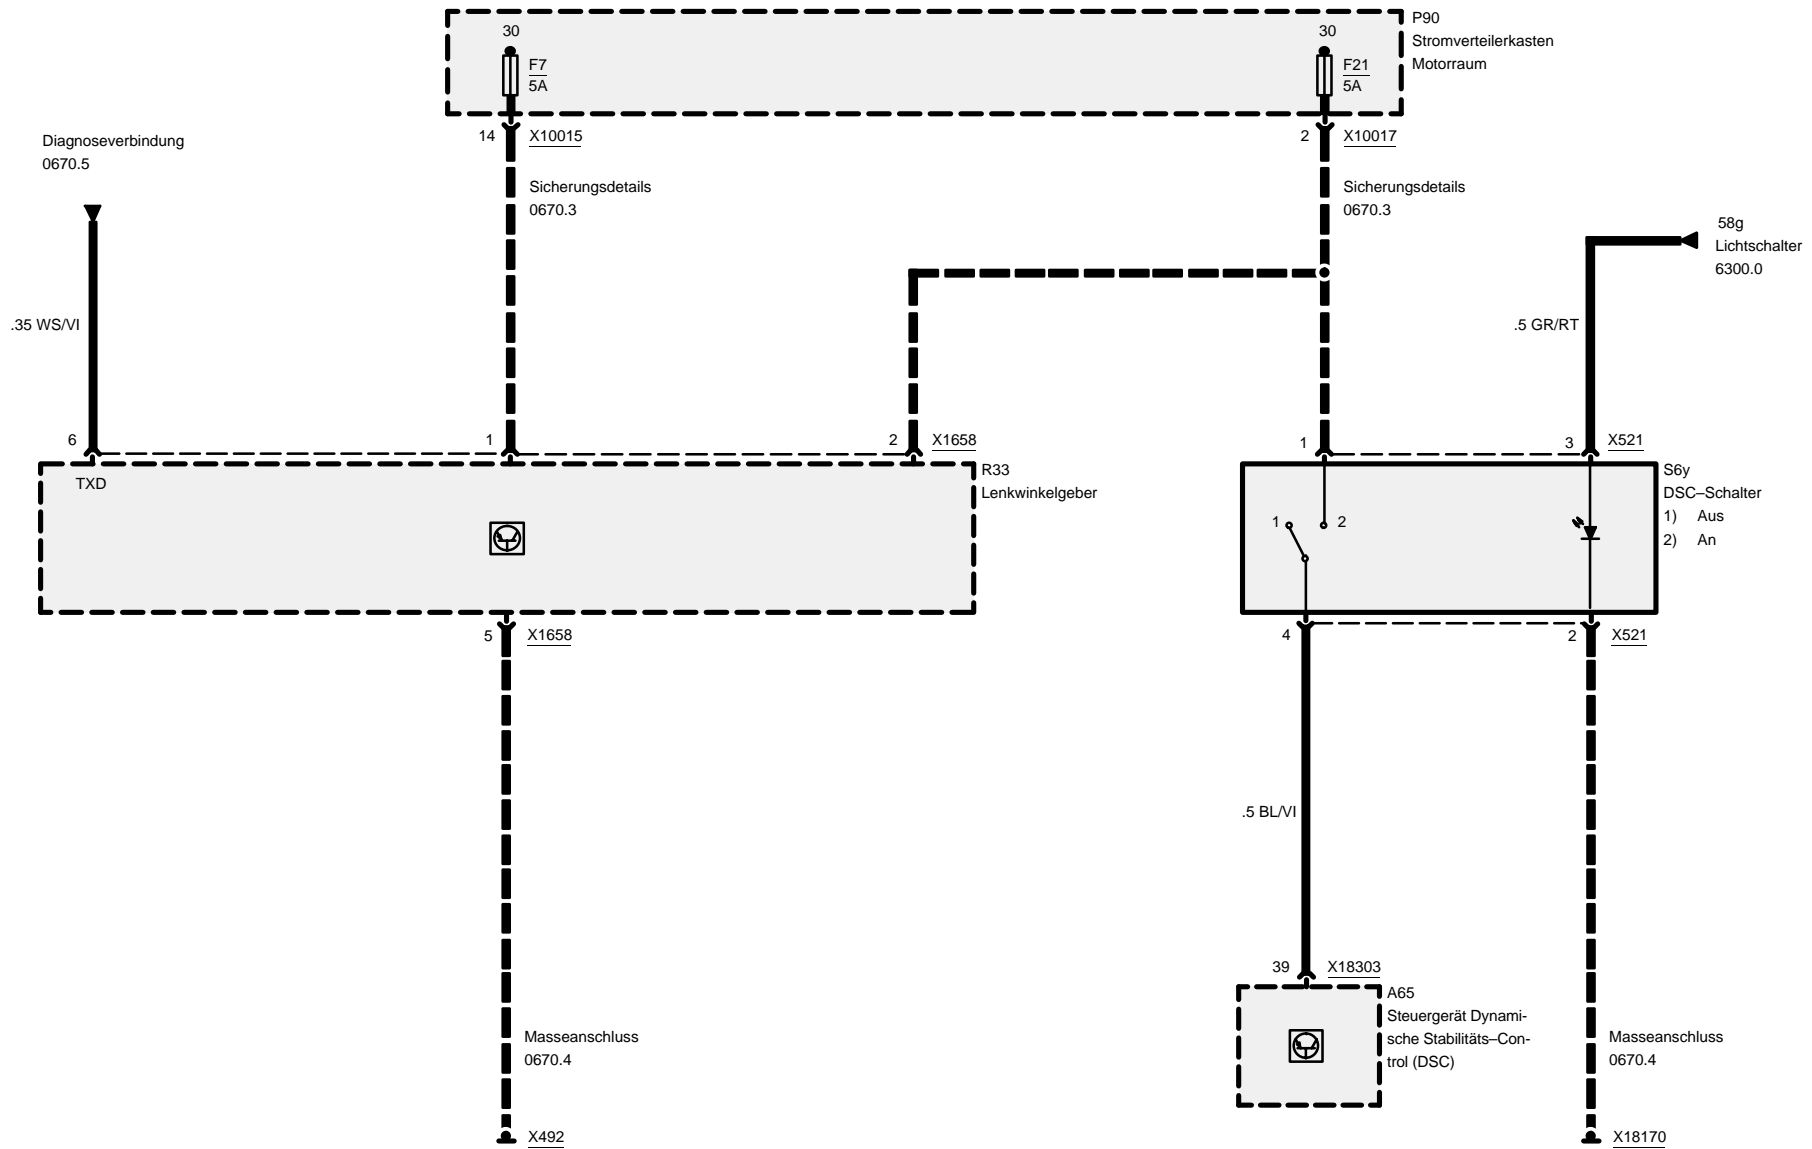 P90
Stromverteilerkasten
Motorraum
30
F7
5A
30
F21
5A
14 X10015
2 X10017
Diagnoseverbindung
0670.5
Sicherungsdetails
0670.3
Sicherungsdetails
0670.3
58g
Lichtschalter
6300.0
.35 WS/VI
.5 GR/RT
6
1
2 X1658
1
3 X521
TXD
R33
Lenkwinkelgeber
S6y
DSC–Schalter
1) Aus
2) An
1
2
5 X1658
4
2 X521
.5 BL/VI
39 X18303
A65
Steuergerät Dynami-
sche Stabilitäts–Con-
trol (DSC)
Masseanschluss
0670.4
Masseanschluss
0670.4
X492
X18170